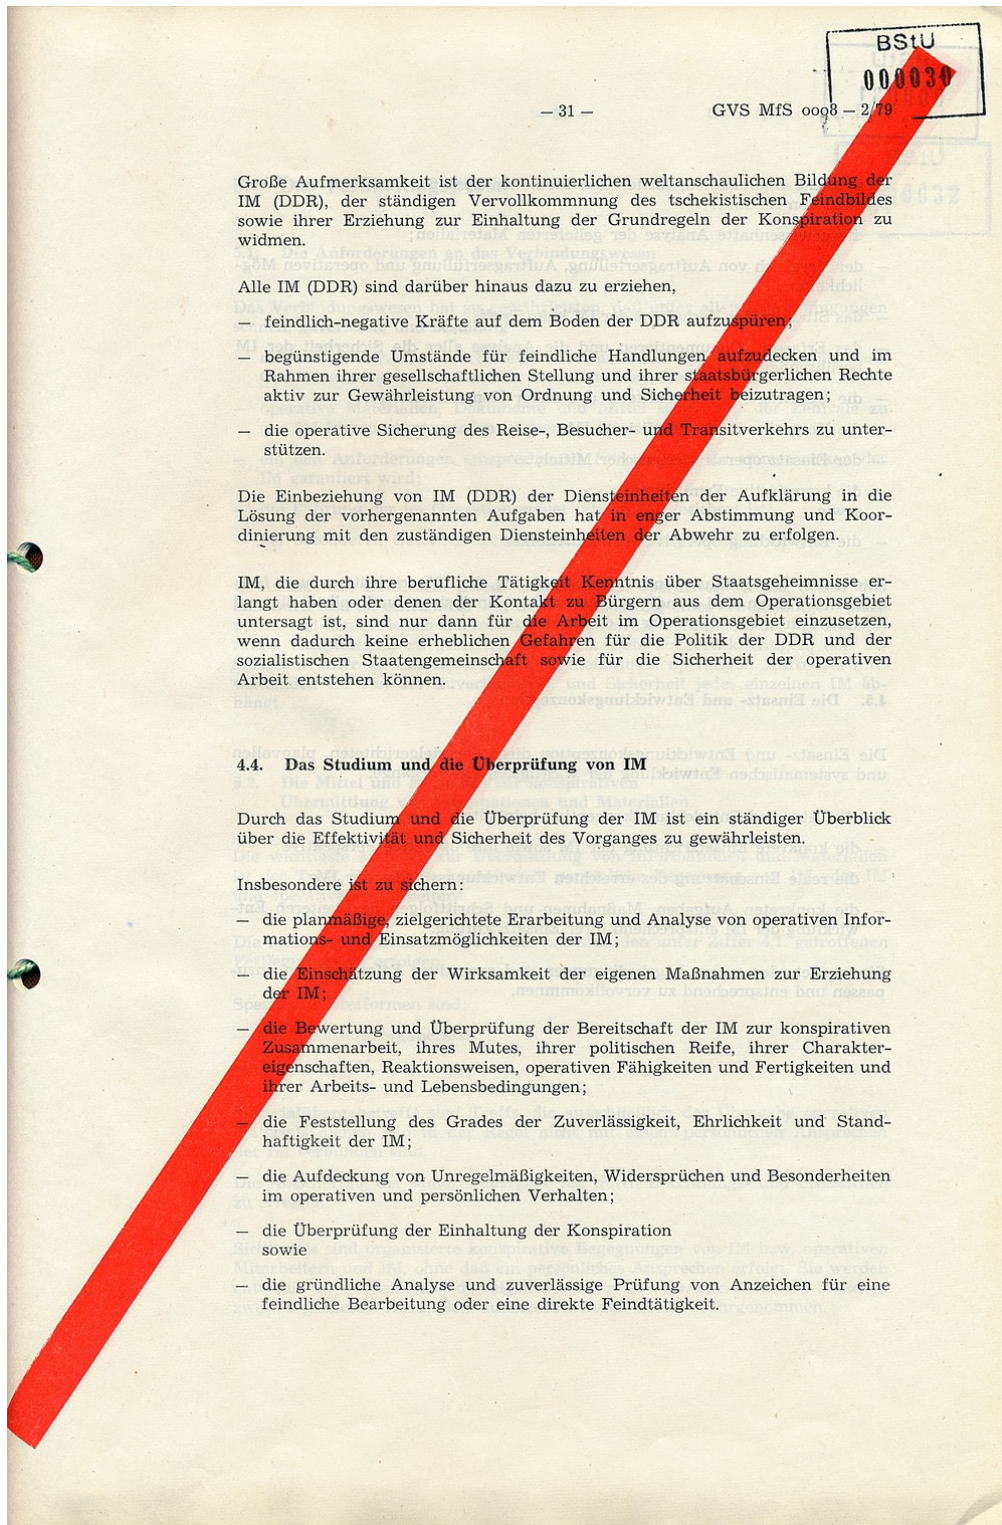 BStU
000030
— 31 —
GVS MfS 0008 — 2/79
Große Aufmerksamkeit ist der kontinuierlichen weltanschaulichen Bildung der
IM (DDR), der ständigen Vervollkommnung des tschekistischen Feindbildes
sowie ihrer Erziehung zur Einhaltung der Grundregeln der Konspiration zu
widmen.
Alle IM (DDR) sind darüber hinaus dazu zu erziehen,
— feindlich-negative Kräfte auf dem Boden der DDR aufzuspüren;
— begünstigende Umstände für feindliche Handlungen aufzudecken und im
Rahmen ihrer gesellschaftlichen Stellung und ihrer staatsbürgerlichen Rechte
aktiv zur Gewährleistung von Ordnung und Sicherheit beizutragen;
— die operative Sicherung des Reise-, Besucher- und Transitverkehrs zu unter-
stützen.
Die Einbeziehung von IM (DDR) der Diensteinheiten der Aufklärung in die
Lösung der vorhergenannten Aufgaben hat in enger Abstimmung und Koor-
dinierung mit den zuständigen Diensteinheiten der Abwehr zu erfolgen.
IM, die durch ihre berufliche Tätigkeit Kenntnis über Staatsgeheimnisse er-
langt haben oder denen der Kontakt zu Bürgern aus dem Operationsgebiet
untersagt ist, sind nur dann für die Arbeit im Operationsgebiet einzusetzen,
wenn dadurch keine erheblichen Gefahren für die Politik der DDR und der
sozialistischen Staatengemeinschaft sowie für die Sicherheit der operativen
Arbeit entstehen können.
4.4. Das Studium und die Überprüfung von IM
Durch das Studium und die Überprüfung der IM ist ein ständiger Überblick
über die Effektivität und Sicherheit des Vorganges zu gewährleisten.
Insbesondere ist zu sichern:
— die planmäßige, zielgerichtete Erarbeitung und Analyse von operativen Infor-
mations- und Einsatzmöglichkeiten der IM;
— die Einschätzung der Wirksamkeit der eigenen Maßnahmen zur Erziehung
der IM;
— die Bewertung und Überprüfung der Bereitschaft der IM zur konspirativen
Zusammenarbeit, ihres Mutes, ihrer politischen Reife, ihrer Charakter-
eigenschaften, Reaktionsweisen, operativen Fähigkeiten und Fertigkeiten und
ihrer Arbeits- und Lebensbedingungen;
— die Feststellung des Grades der Zuverlässigkeit, Ehrlichkeit und Stand-
haftigkeit der IM;
— die Aufdeckung von Unregelmäßigkeiten, Widersprüchen und Besonderheiten
im operativen und persönlichen Verhalten;
— die Überprüfung der Einhaltung der Konspiration
sowie
— die gründliche Analyse und zuverlässige Prüfung von Anzeichen für eine
feindliche Bearbeitung oder eine direkte Feindtätigkeit.